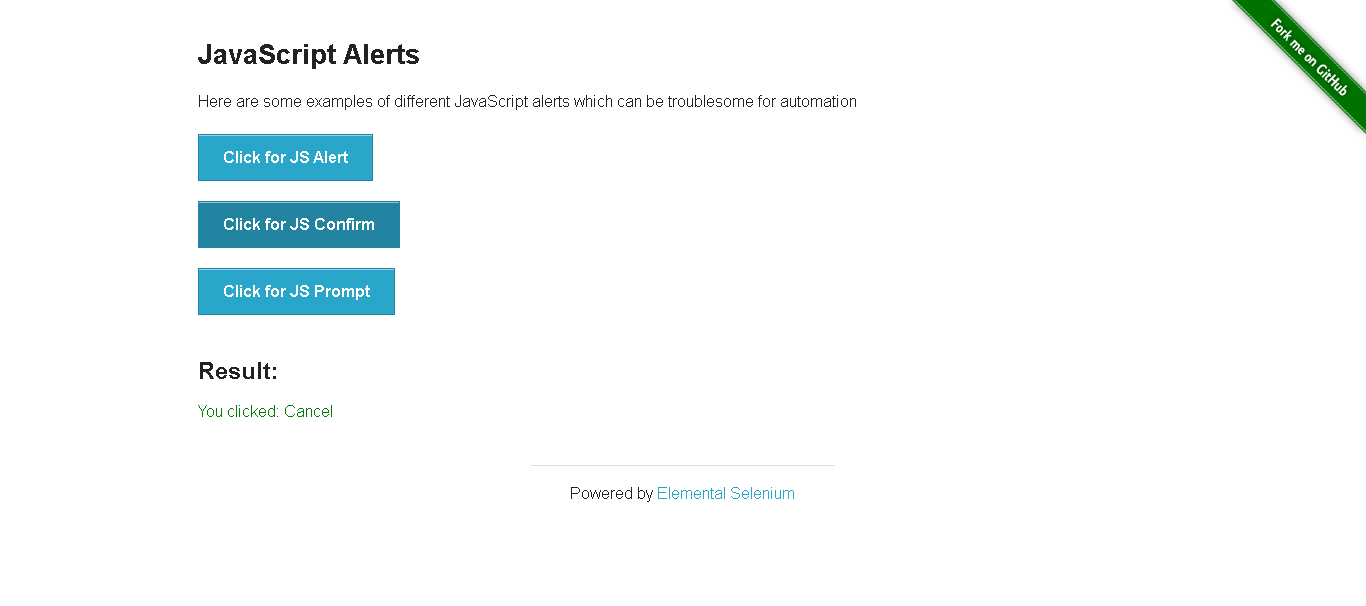 Fork me on GitHub
JavaScript Alerts
Here are some examples of different JavaScript alerts which can be troublesome for automation
Click for JS Alert
Click for JS Confirm
Click for JS Prompt
Result:
You clicked: Cancel
Powered by Elemental Selenium